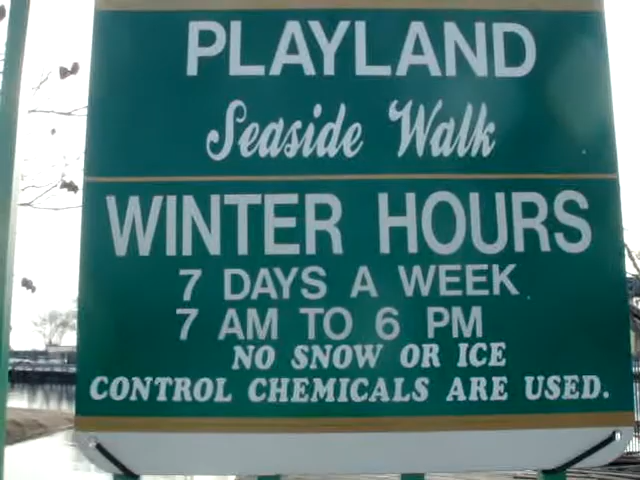 PLAYLAND
Seaside Walk
WINTER HOURS
7 DAYS A WEEK
7 AM TO 6 PM
NO SNOW OR ICE
CONTROL CHEMICALS ARE USED.